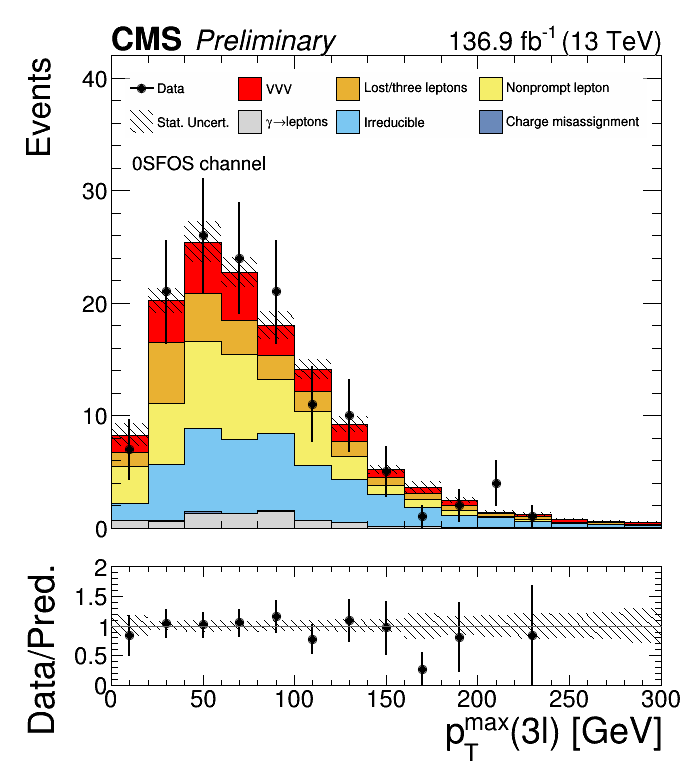 CMS Preliminary 136.9 fb⁻¹ (13 TeV)
Events
40
30
20
10
0
Data
VVV
Lost/three leptons
Nonprompt lepton
Stat. Uncert.
γ→leptons
Irreducible
Charge misassignment
0SFOS channel
Data/Pred.
2
1.5
1
0.5
0
0 50 100 150 200 250 300
p_T^max(3l) [GeV]